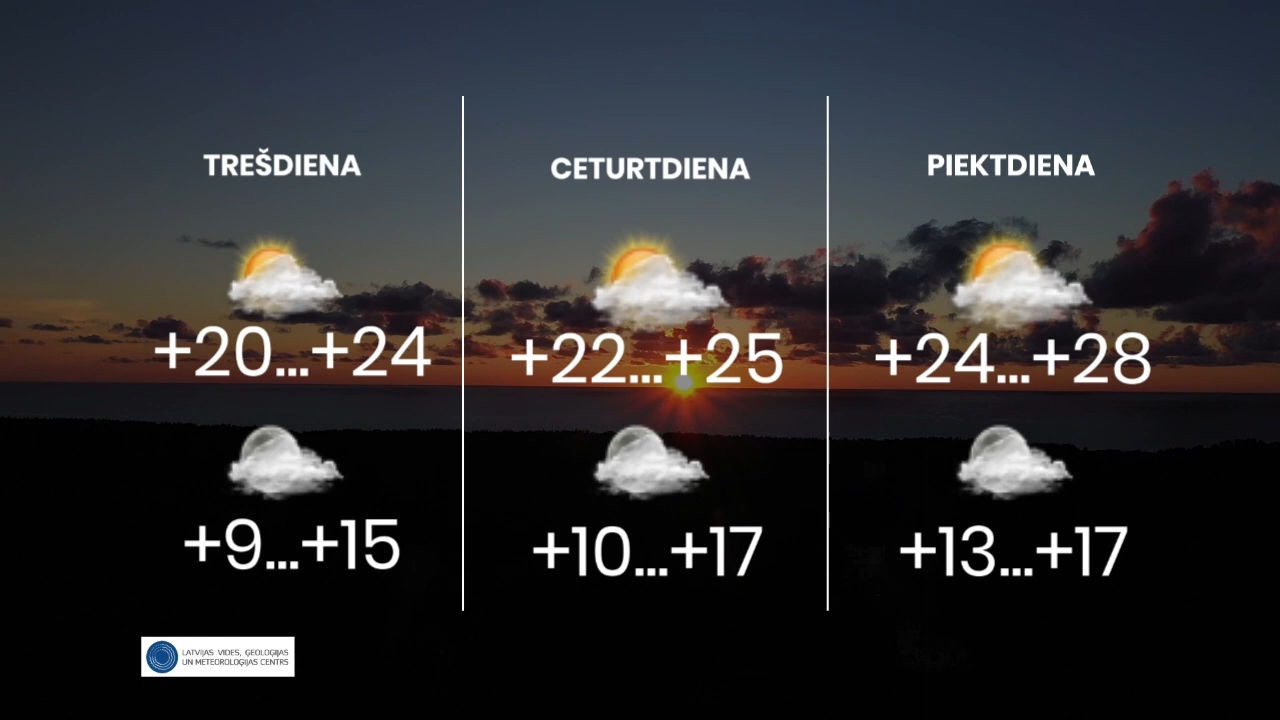 TREŠDIENA
+20...+24
+9...+15
CETURTDIENA
+22...+25
+10...+17
PIEKTDIENA
+24...+28
+13...+17
LATVIJAS VIDES, ĢEOLOĢIJAS
UN METEOROLOĢIJAS CENTRS